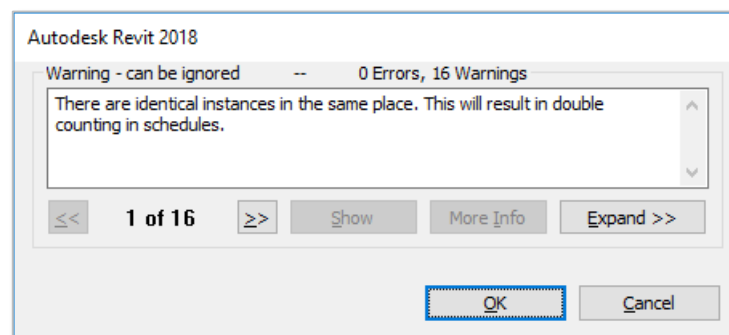 Autodesk Revit 2018
Warning - can be ignored -- 0 Errors, 16 Warnings
There are identical instances in the same place. This will result in double
counting in schedules.
<< 1 of 16 >> Show More Info Expand >>
OK Cancel